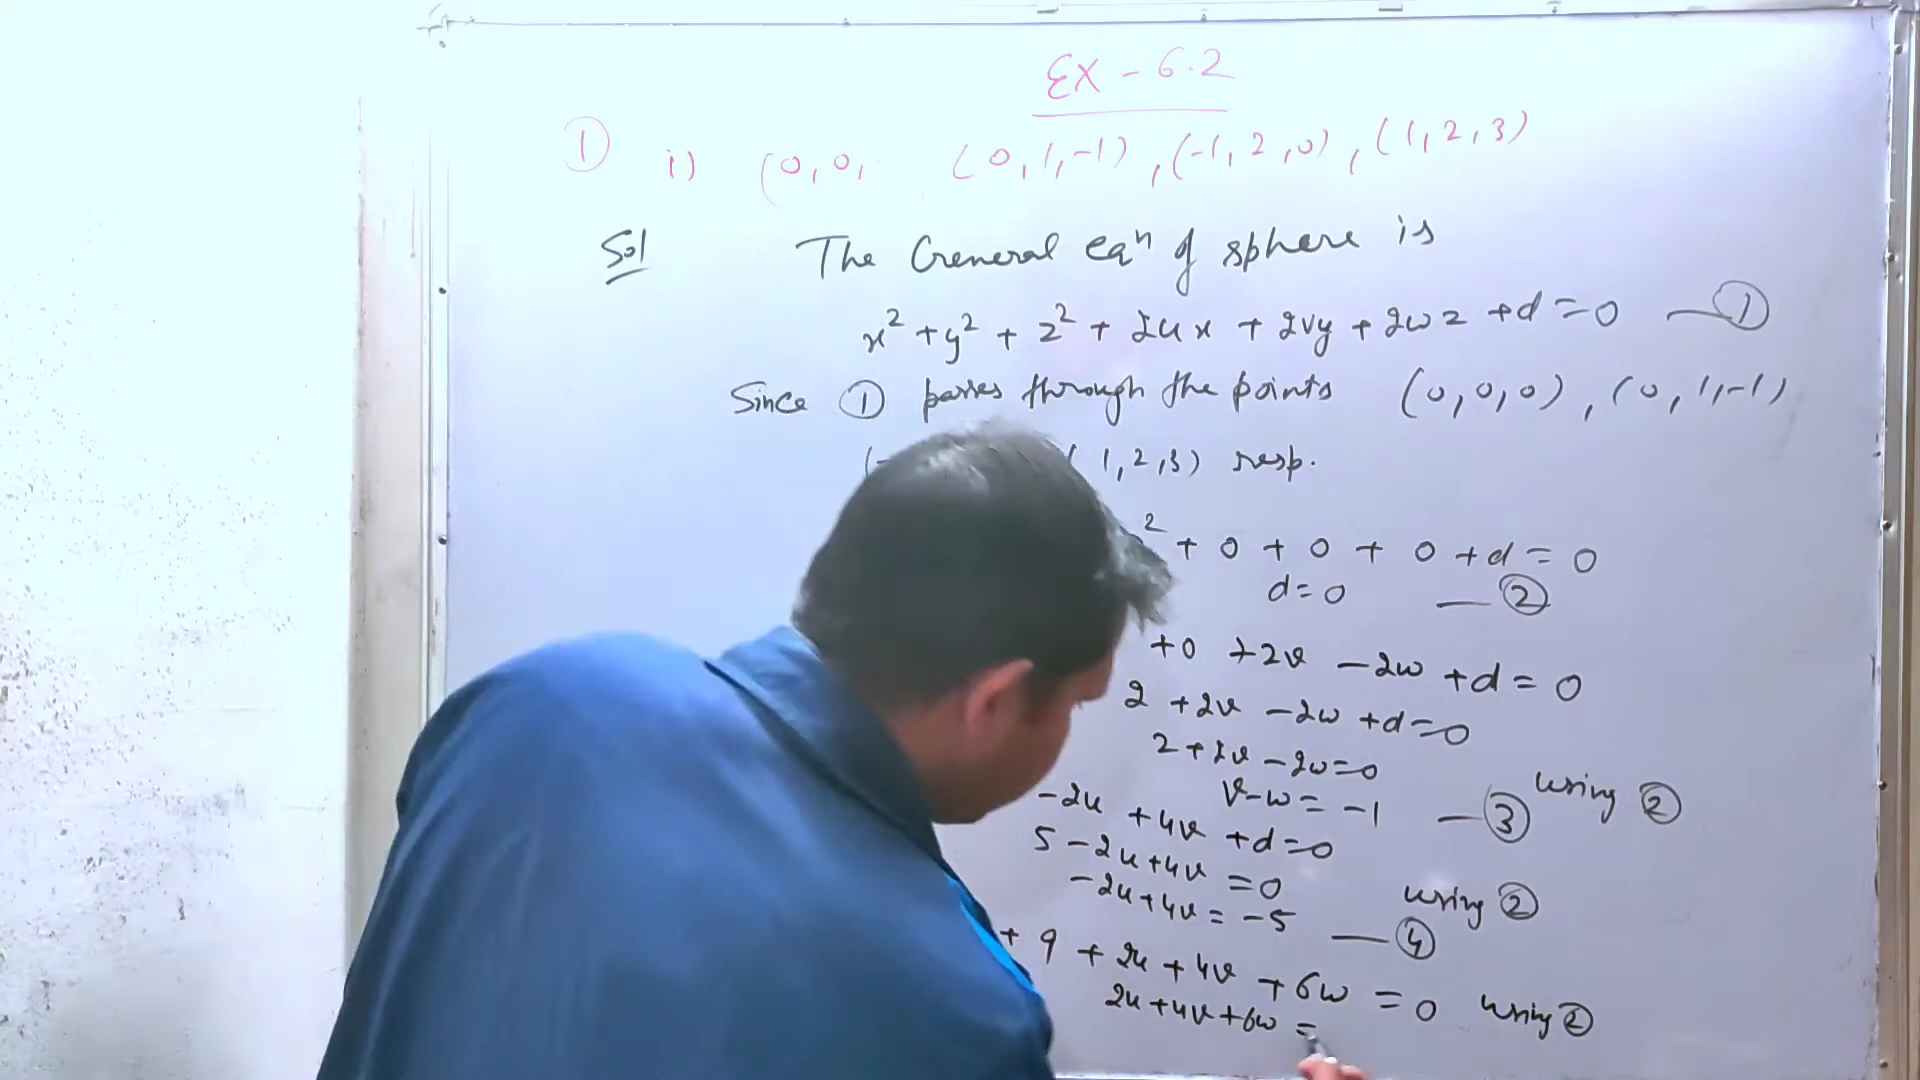 EX - 6.2
① i) (0, 0, (0, 1, -1), (-1, 2, 0), (1, 2, 3)
Sol The General eqⁿ of sphere is
x² + y² + z² + 2ux + 2vy + 2wz + d = 0 — ①
Since ① passes through the points (0, 0, 0), (0, 1, -1)
( 1, 2, 3) resp.
² + 0 + 0 + 0 + d = 0
d = 0 — ②
+0 +2v -2w +d = 0
2 +2v -2w +d = 0
2 + 2v - 2w = 0
v - w = -1 — ③ using ②
-2u + 4v + d = 0
5 - 2u + 4v = 0
-2u + 4v = -5 — ④ using ②
+ 9 + 2u + 4v + 6w = 0 using ②
2u + 4v + 6w =